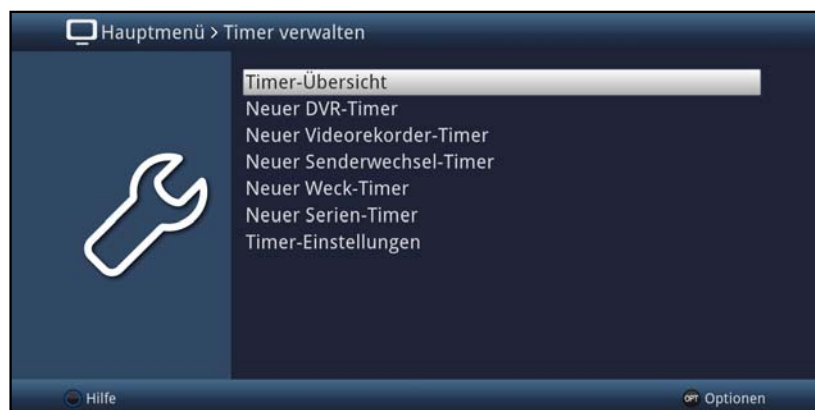 Hauptmenü > Timer verwalten
Timer-Übersicht
Neuer DVR-Timer
Neuer Videorekorder-Timer
Neuer Senderwechsel-Timer
Neuer Weck-Timer
Neuer Serien-Timer
Timer-Einstellungen
Hilfe
OPT Optionen